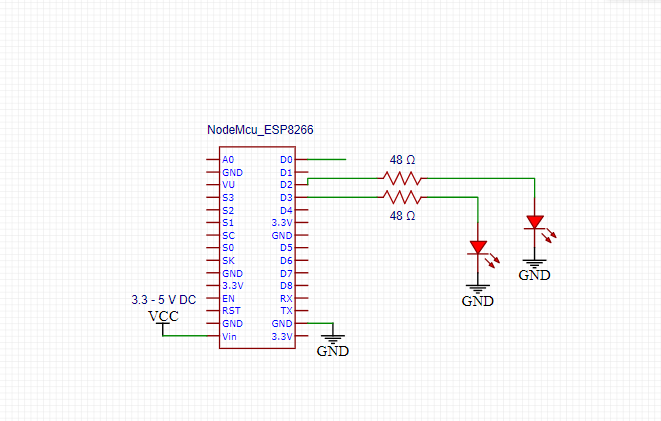 NodeMcu_ESP8266
A0
GND
VU
S3
S2
S1
SC
S0
SK
GND
3.3V
EN
RST
GND
Vin
D0
D1
D2
D3
D4
3.3V
GND
D5
D6
D7
D8
RX
TX
GND
3.3V
48 Ω
48 Ω
3.3 - 5 V DC
VCC
GND
GND
GND